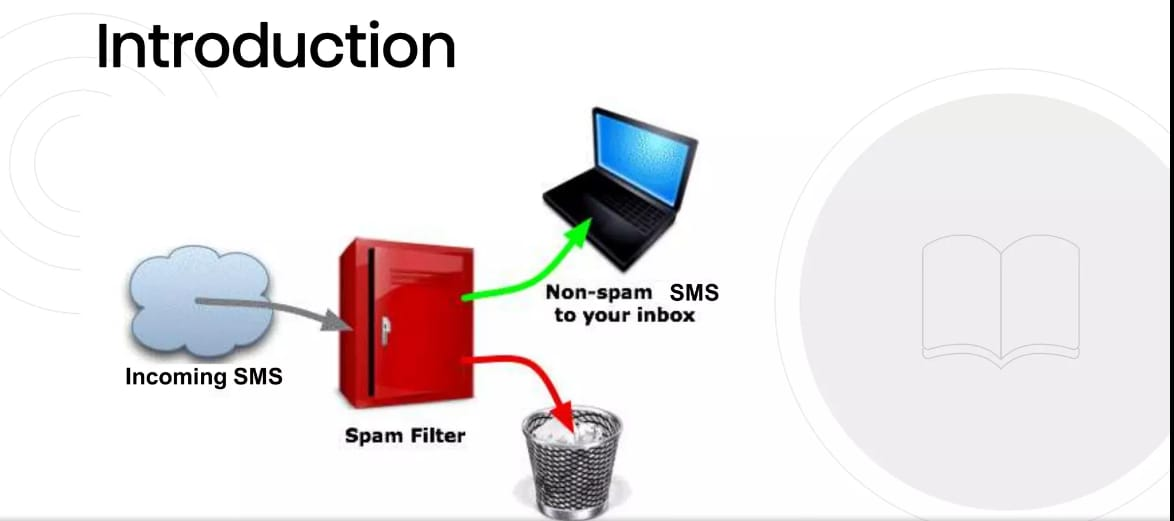 Introduction
Non-spam SMS
to your inbox
Incoming SMS
Spam Filter